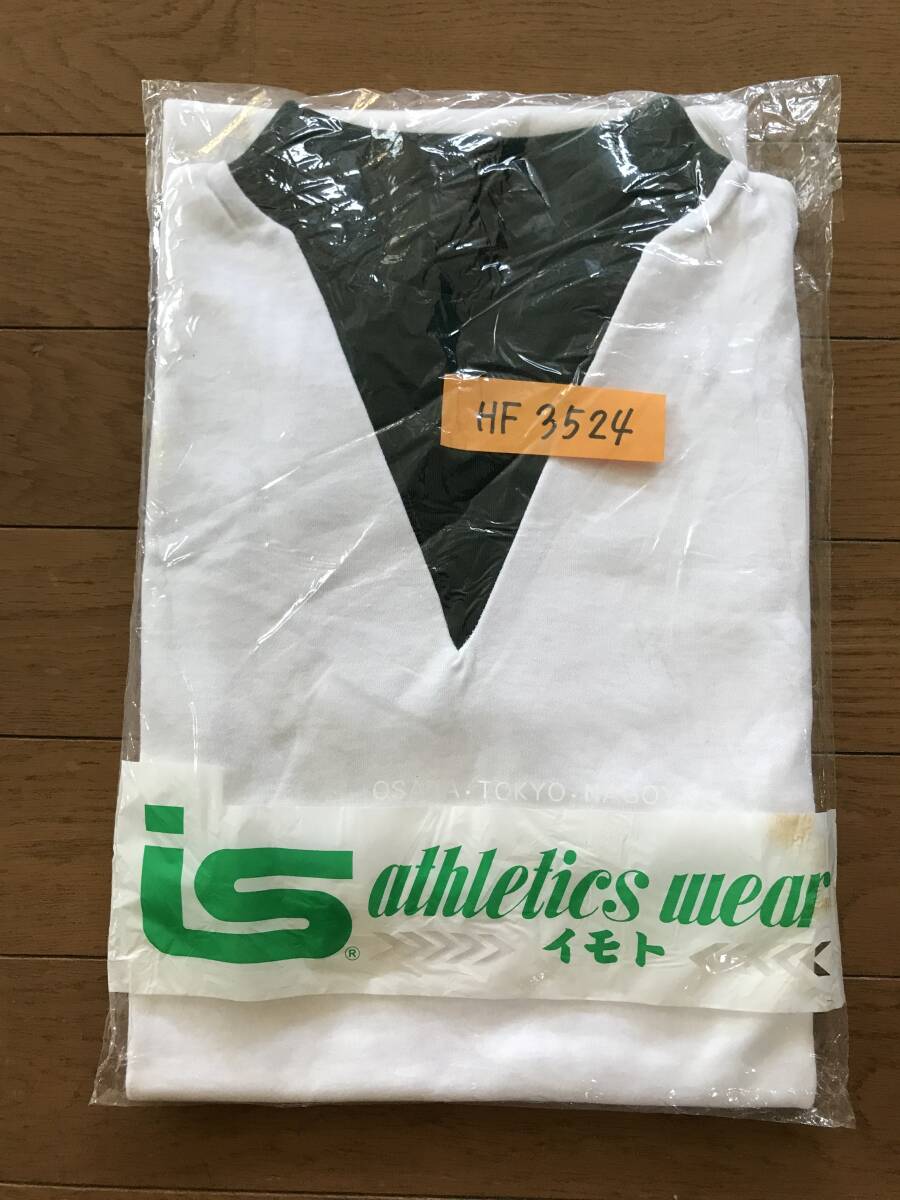 HF 3524
OSAKA・TOKYO・NAGOYA
is® athletics wear
イモト